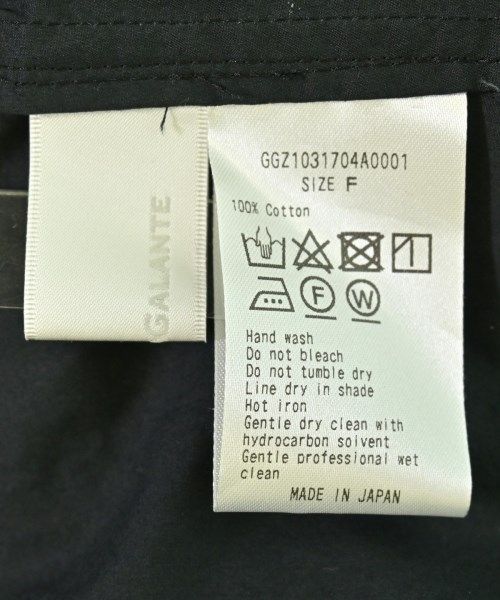 GALANTE
GGZ1031704A0001
SIZE F
100% Cotton
F W
Hand wash
Do not bleach
Do not tumble dry
Line dry in shade
Hot iron
Gentle dry clean with
hydrocarbon solvent
Gentle professional wet
clean
MADE IN JAPAN